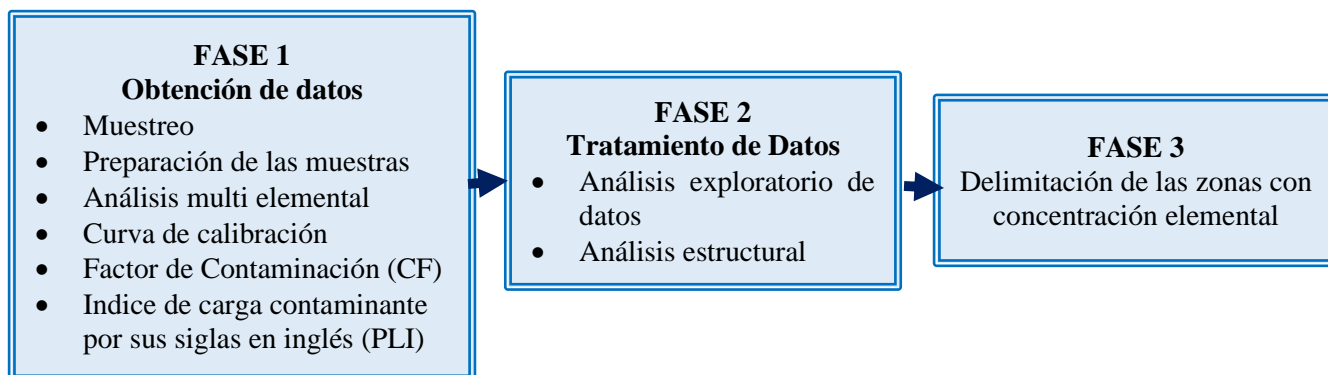 FASE 1
Obtención de datos
• Muestreo
• Preparación de las muestras
• Análisis multi elemental
• Curva de calibración
• Factor de Contaminación (CF)
• Indice de carga contaminante
por sus siglas en inglés (PLI)
FASE 2
Tratamiento de Datos
• Análisis exploratorio de
datos
• Análisis estructural
FASE 3
Delimitación de las zonas con
concentración elemental